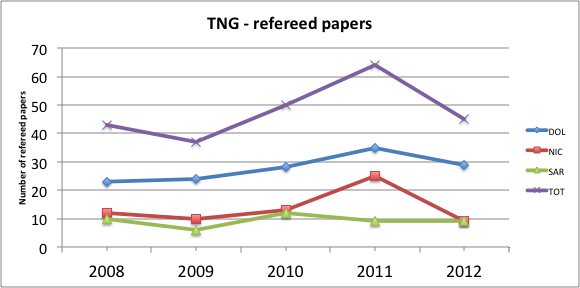 TNG - refereed papers
Number of refereed papers
70
60
50
40
30
20
10
0
2008 2009 2010 2011 2012
DOL
NIC
SAR
TOT